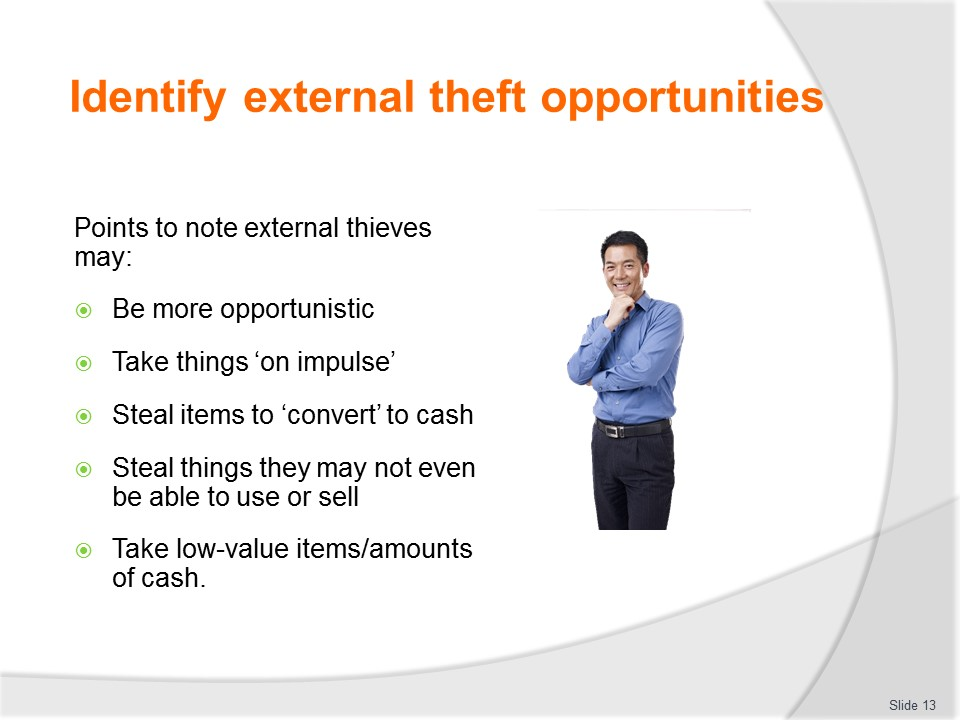 Identify external theft opportunities
Points to note external thieves
may:
Be more opportunistic
Take things ‘on impulse’
Steal items to ‘convert’ to cash
Steal things they may not even
be able to use or sell
Take low-value items/amounts
of cash.
Slide 13